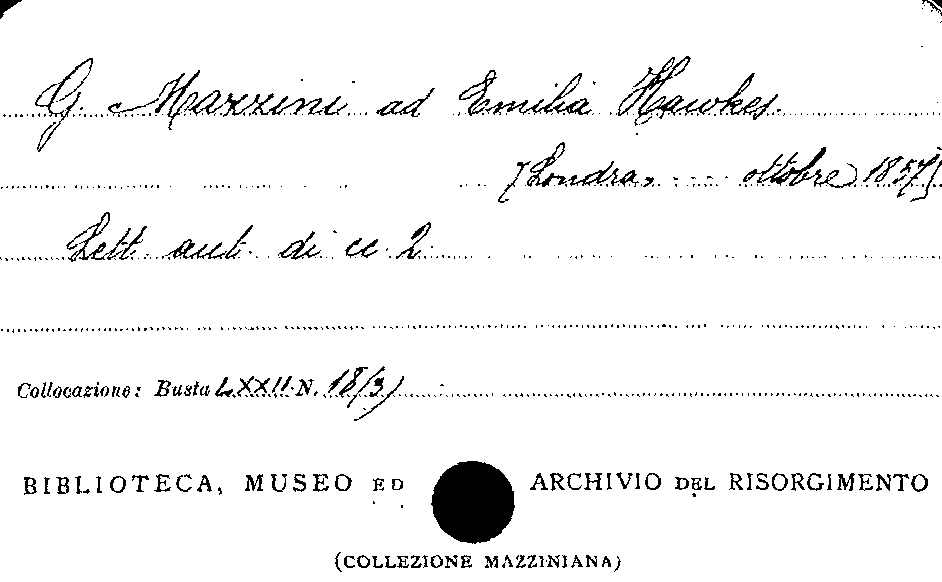 G. Mazzini ad Emilia Hawkes.
[Londra, .... ottobre 1857]
Lett. aut. di cc. 2
Collocazione: Busta LXXII N. 18/3)
BIBLIOTECA, MUSEO ED ARCHIVIO DEL RISORGIMENTO
(COLLEZIONE MAZZINIANA)